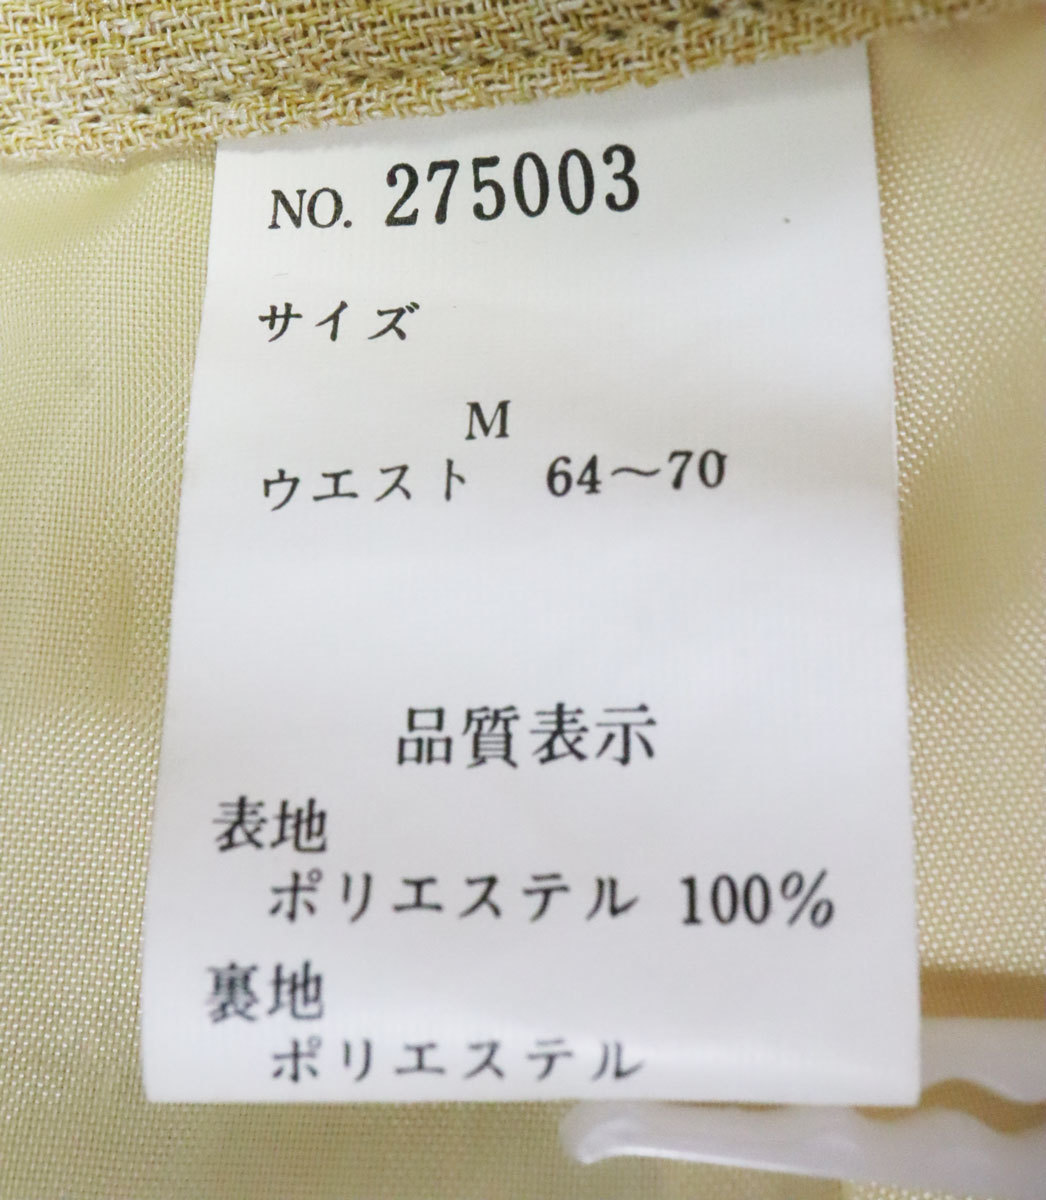 NO. 275003
サイズ
M
ウエスト 64〜70
品質表示
表地
ポリエステル 100%
裏地
ポリエステル